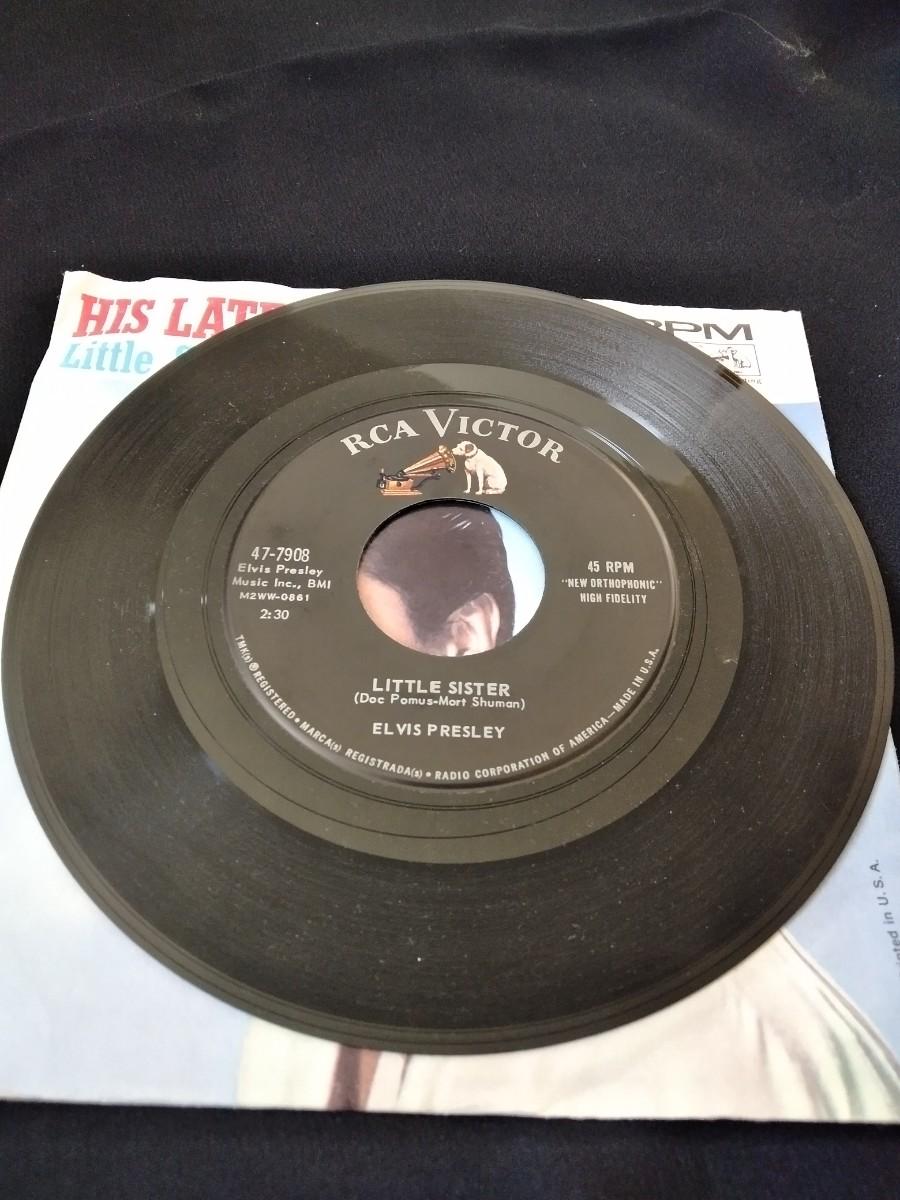 HIS LATE
Little
RPM
RCA VICTOR
47-7908
Elvis Presley
Music Inc., BMI
M2WW-0861
2:30
45 RPM
"NEW ORTHOPHONIC"
HIGH FIDELITY
LITTLE SISTER
(Doc Pomus-Mort Shuman)
ELVIS PRESLEY
TMK(s) ® REGISTERED • MARCA(s) REGISTRADA(s) • RADIO CORPORATION OF AMERICA—MADE IN U.S.A.
in U. S. A.